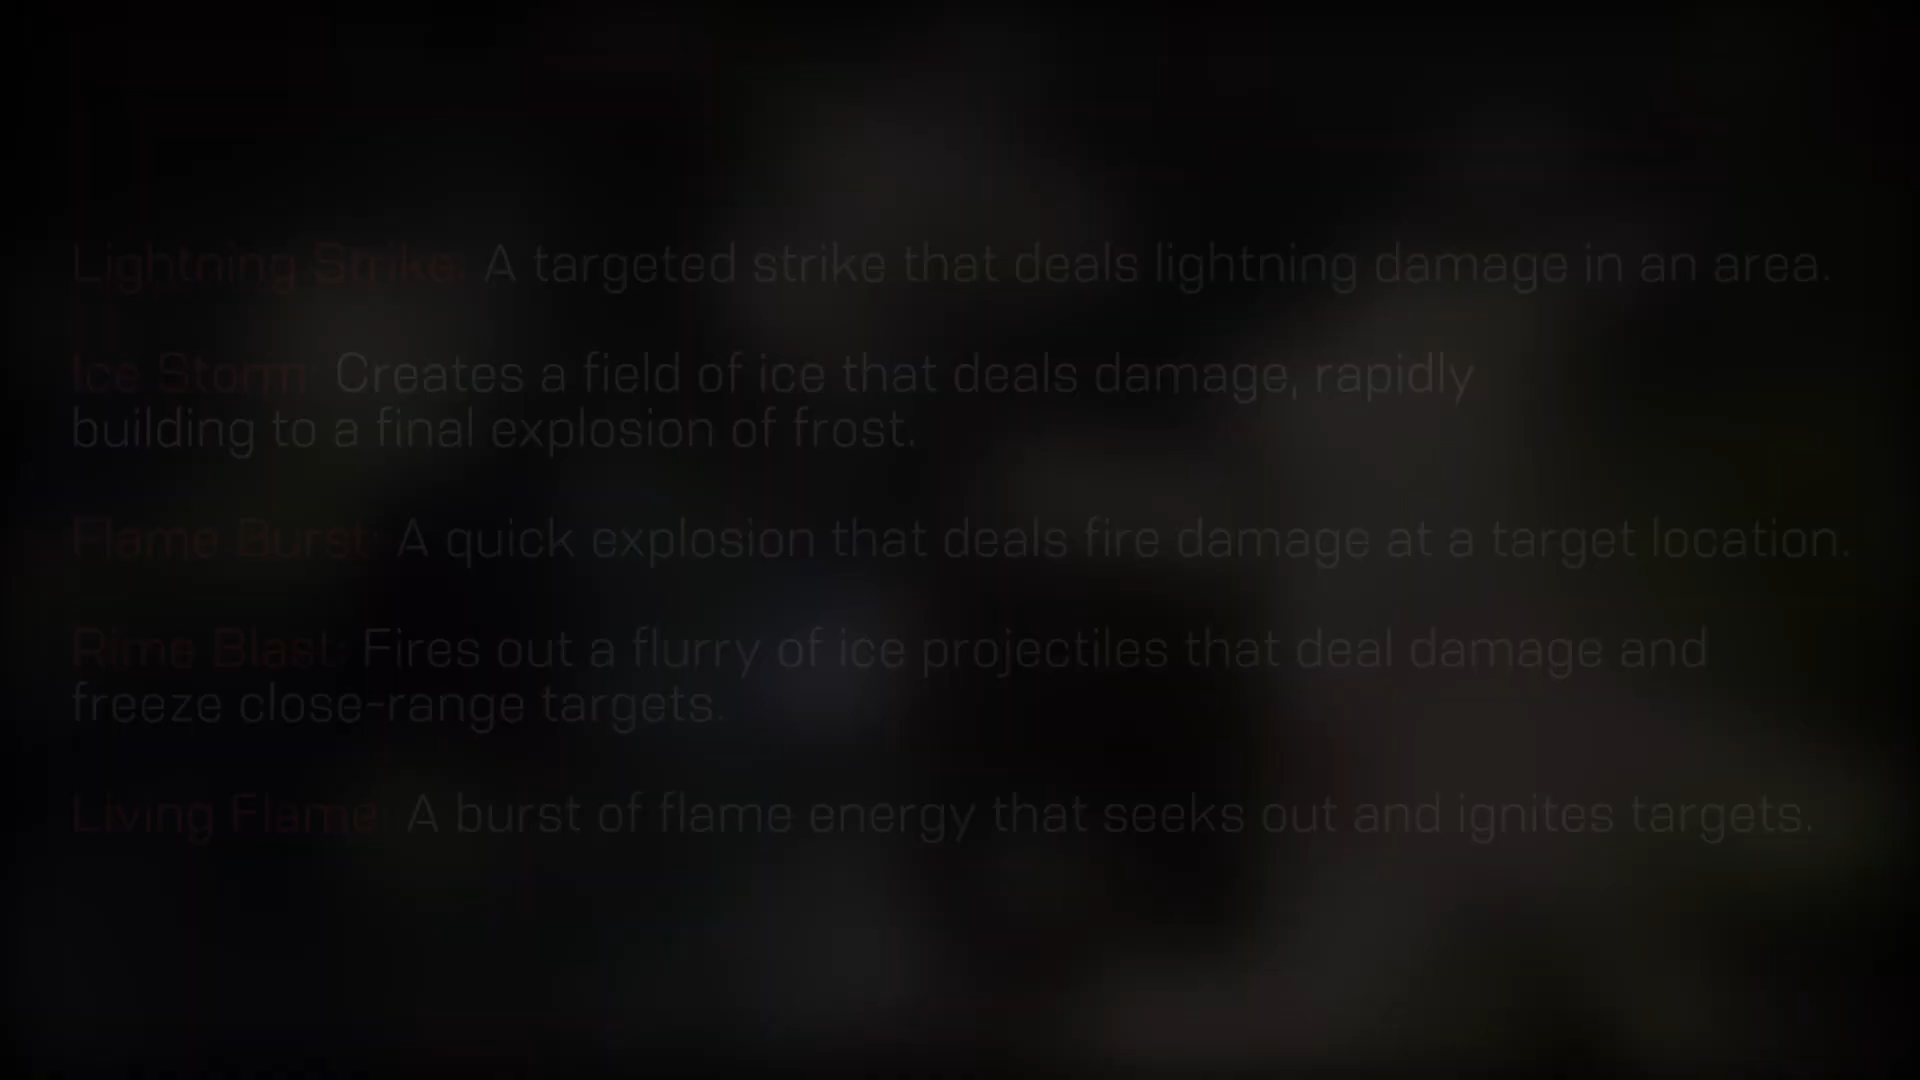 Lightning Strike: A targeted strike that deals lightning damage in an area.
Ice Storm: Creates a field of ice that deals damage, rapidly
building to a final explosion of frost.
Flame Burst: A quick explosion that deals fire damage at a target location.
Rime Blast: Fires out a flurry of ice projectiles that deal damage and
freeze close-range targets.
Living Flame: A burst of flame energy that seeks out and ignites targets.